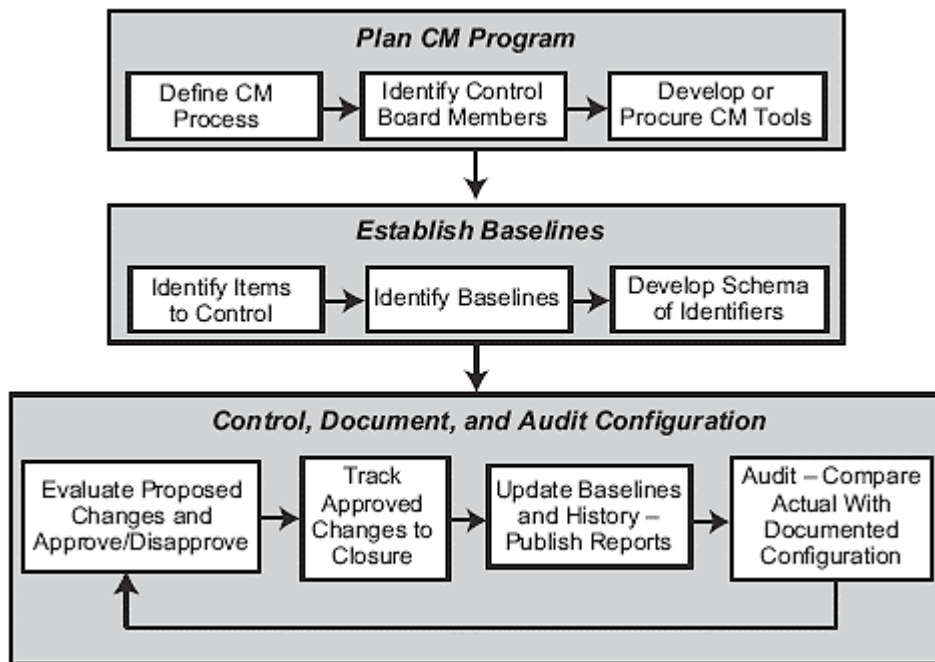 Plan CM Program
Define CM
Process
Identify Control
Board Members
Develop or
Procure CM Tools
Establish Baselines
Identify Items
to Control
Identify Baselines
Develop Schema
of Identifiers
Control, Document, and Audit Configuration
Evaluate Proposed
Changes and
Approve/Disapprove
Track
Approved
Changes to
Closure
Update Baselines
and History –
Publish Reports
Audit – Compare
Actual With
Documented
Configuration